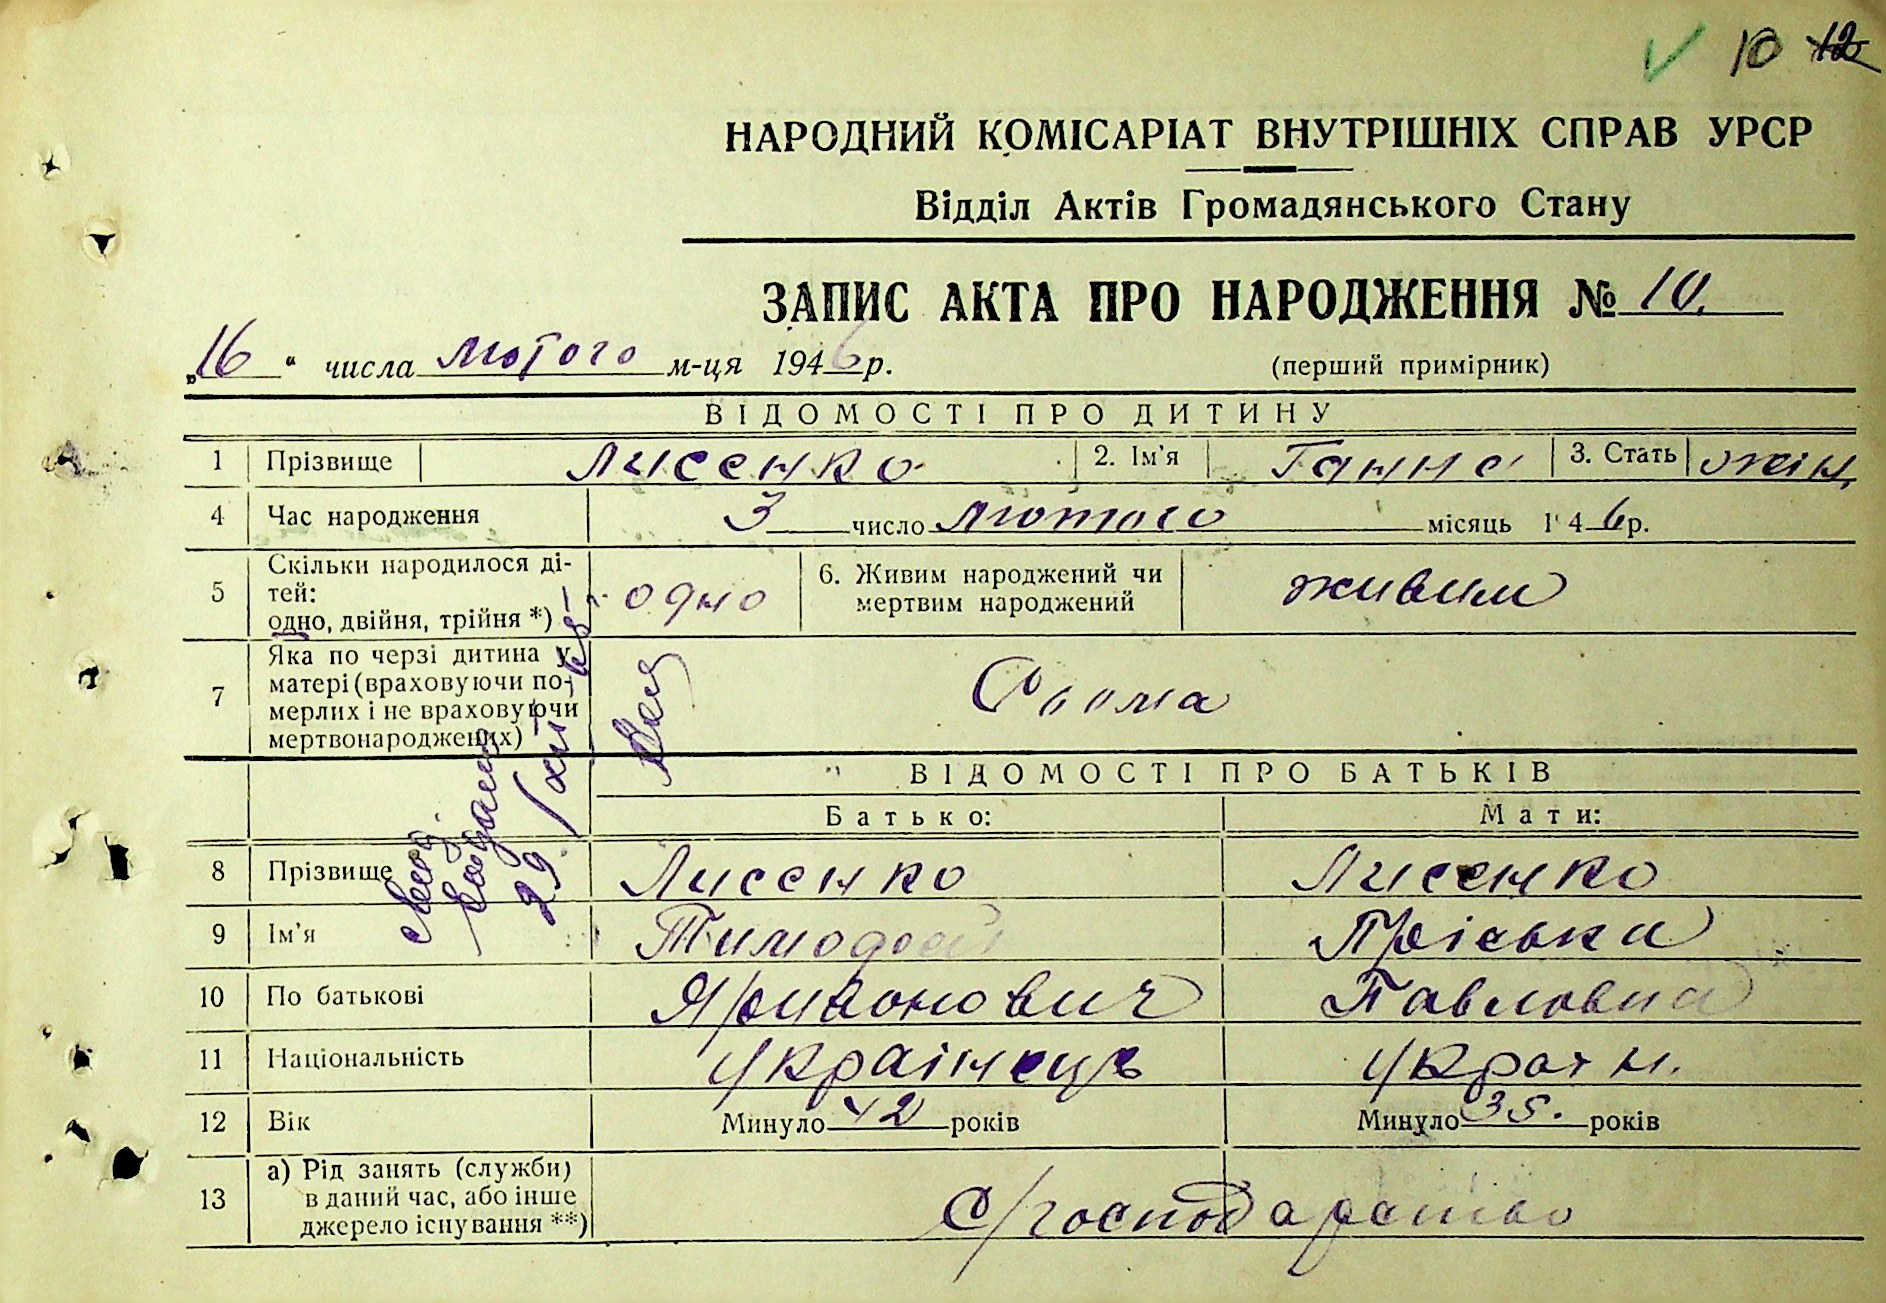 10 12
НАРОДНИЙ КОМІСАРІАТ ВНУТРІШНІХ СПРАВ УРСР
Відділ Актів Громадянського Стану
ЗАПИС АКТА ПРО НАРОДЖЕННЯ № 10.
„16“ числа лютого м-ця 1946 р.
(перший примірник)
ВІДОМОСТІ ПРО ДИТИНУ
1 Прізвище Лисенко 2. Ім'я Ганна 3. Стать жін.
4 Час народження 3 число лютого місяць 1946 р.
5 Скільки народилося ді-
тей:
одно, двійня, трійня *) одно 6. Живим народжений чи
мертвим народжений живим
7 Яка по черзі дитина у
матері (враховуючи по-
мерлих і не враховуючи
мертвонароджених) Сьома
ВІДОМОСТІ ПРО БАТЬКІВ
Батько: Мати:
8 Прізвище Лисенко Лисенко
9 Ім'я Тимофій Пріська
10 По батькові Павловна
11 Національність Українець Україн.
12 Вік Минуло 42 років Минуло 35. років
13 а) Рід занять (служби)
в даний час, або інше
джерело існування **) С/господарство